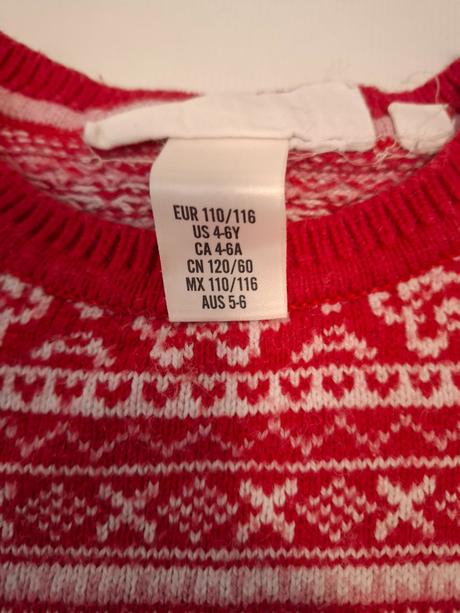 EUR 110/116
US 4-6Y
CA 4-6A
CN 120/60
MX 110/116
AUS 5-6